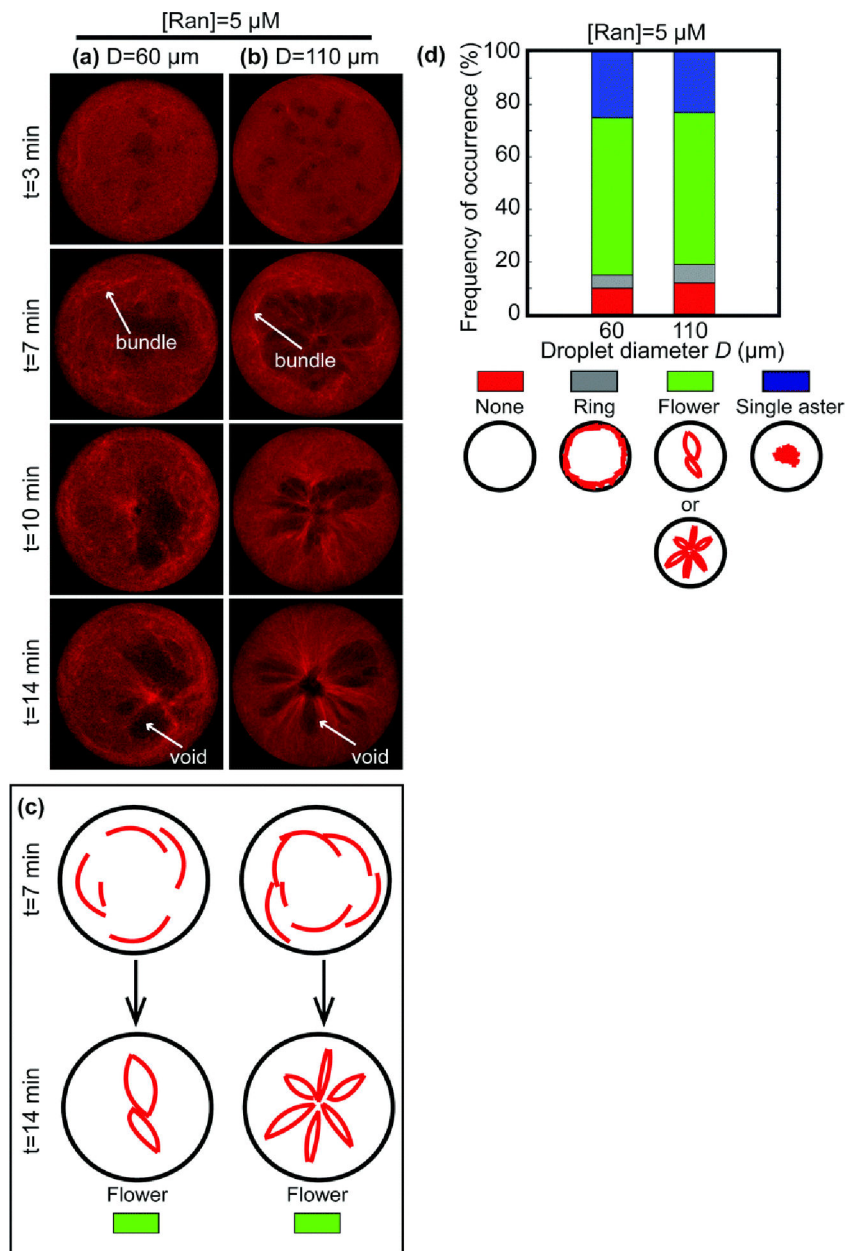 [Ran]=5 µM
(a) D=60 µm
(b) D=110 µm
t=3 min
t=7 min
bundle
bundle
t=10 min
t=14 min
void
void
(c)
t=7 min
t=14 min
Flower
Flower
(d)
[Ran]=5 µM
Frequency of occurrence (%)
100
80
60
40
20
0
60
110
Droplet diameter D (µm)
None
Ring
Flower
Single aster
or